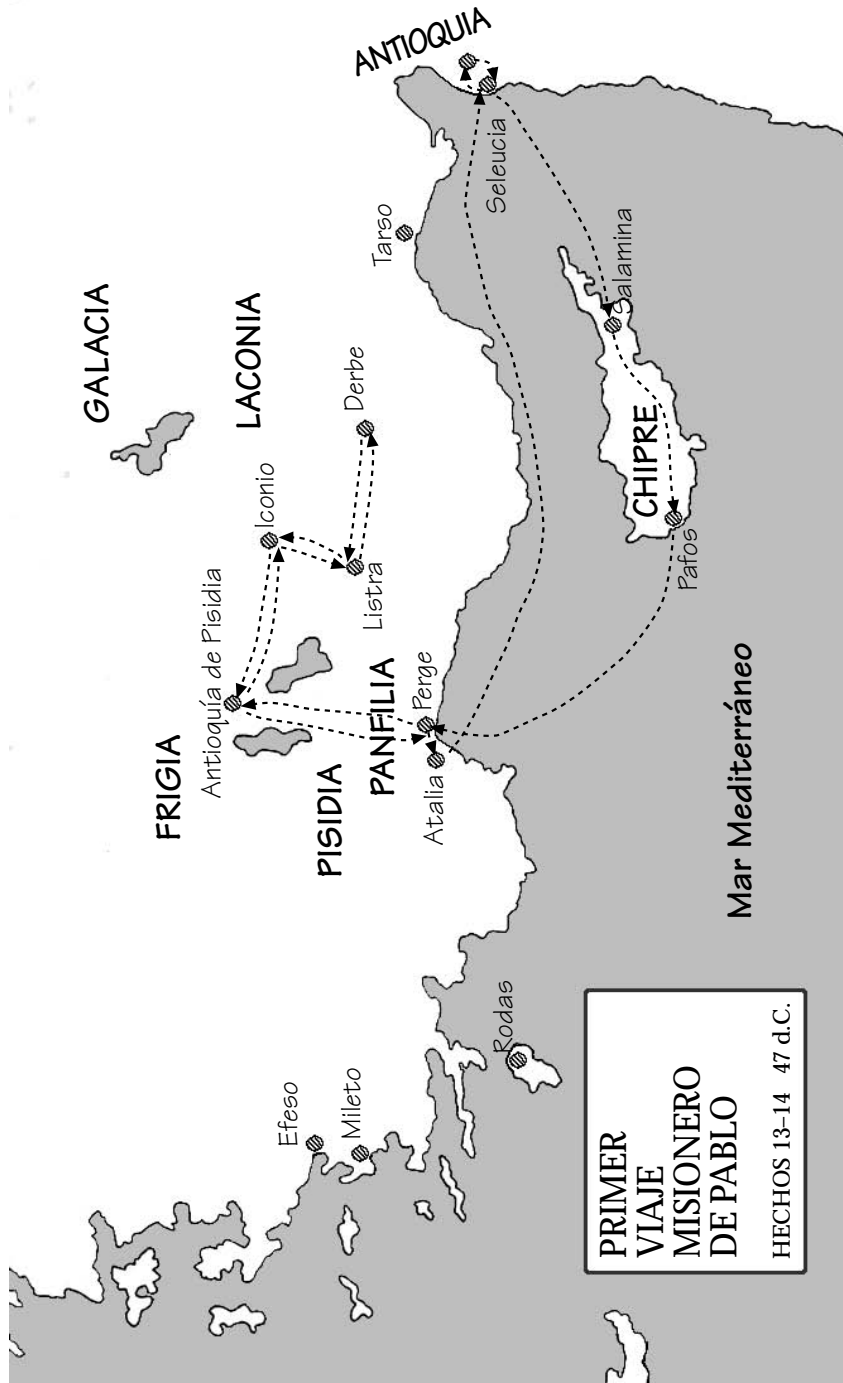 GALACIA
FRIGIA
Antioquía de Pisidia
Iconio
LACONIA
ANTIOQUIA
Efeso
Mileto
PISIDIA
PANFILIA
Listra
Derbe
Tarso
Atalia
Perge
Seleucia
Rodas
Salamina
CHIPRE
Pafos
Mar Mediterráneo
PRIMER
VIAJE
MISIONERO
DE PABLO
HECHOS 13–14 47 d.C.